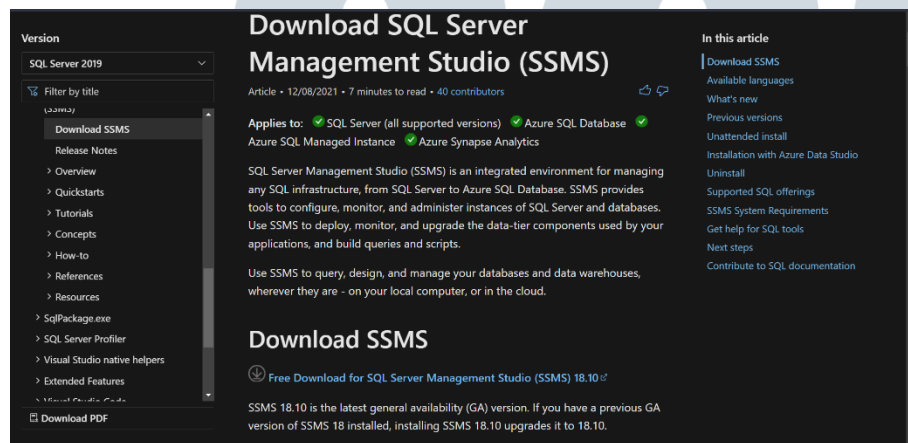 Version
SQL Server 2019
Filter by title
(SSMS)
Download SSMS
Release Notes
Overview
Quickstarts
Tutorials
Concepts
How-to
References
Resources
SqlPackage.exe
SQL Server Profiler
Visual Studio native helpers
Extended Features
Visual Studio Code
Download PDF
Download SQL Server
Management Studio (SSMS)
Article • 12/08/2021 • 7 minutes to read • 40 contributors
Applies to: SQL Server (all supported versions) Azure SQL Database
Azure SQL Managed Instance Azure Synapse Analytics
SQL Server Management Studio (SSMS) is an integrated environment for managing
any SQL infrastructure, from SQL Server to Azure SQL Database. SSMS provides
tools to configure, monitor, and administer instances of SQL Server and databases.
Use SSMS to deploy, monitor, and upgrade the data-tier components used by your
applications, and build queries and scripts.
Use SSMS to query, design, and manage your databases and data warehouses,
wherever they are - on your local computer, or in the cloud.
Download SSMS
Free Download for SQL Server Management Studio (SSMS) 18.10
SSMS 18.10 is the latest general availability (GA) version. If you have a previous GA
version of SSMS 18 installed, installing SSMS 18.10 upgrades it to 18.10.
In this article
Download SSMS
Available languages
What's new
Previous versions
Unattended install
Installation with Azure Data Studio
Uninstall
Supported SQL offerings
SSMS System Requirements
Get help for SQL tools
Next steps
Contribute to SQL documentation